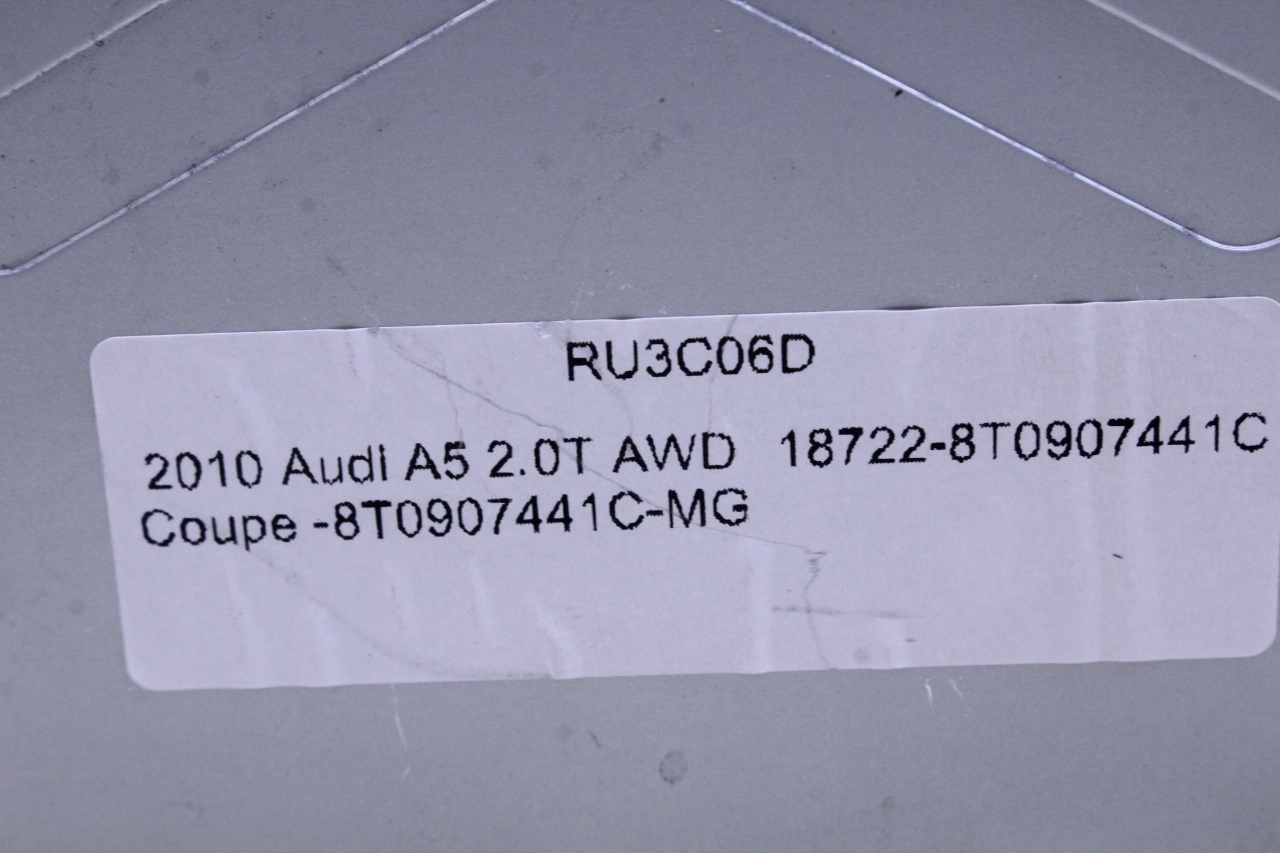 RU3C06D
2010 Audi A5 2.0T AWD 18722-8T0907441C
Coupe -8T0907441C-MG